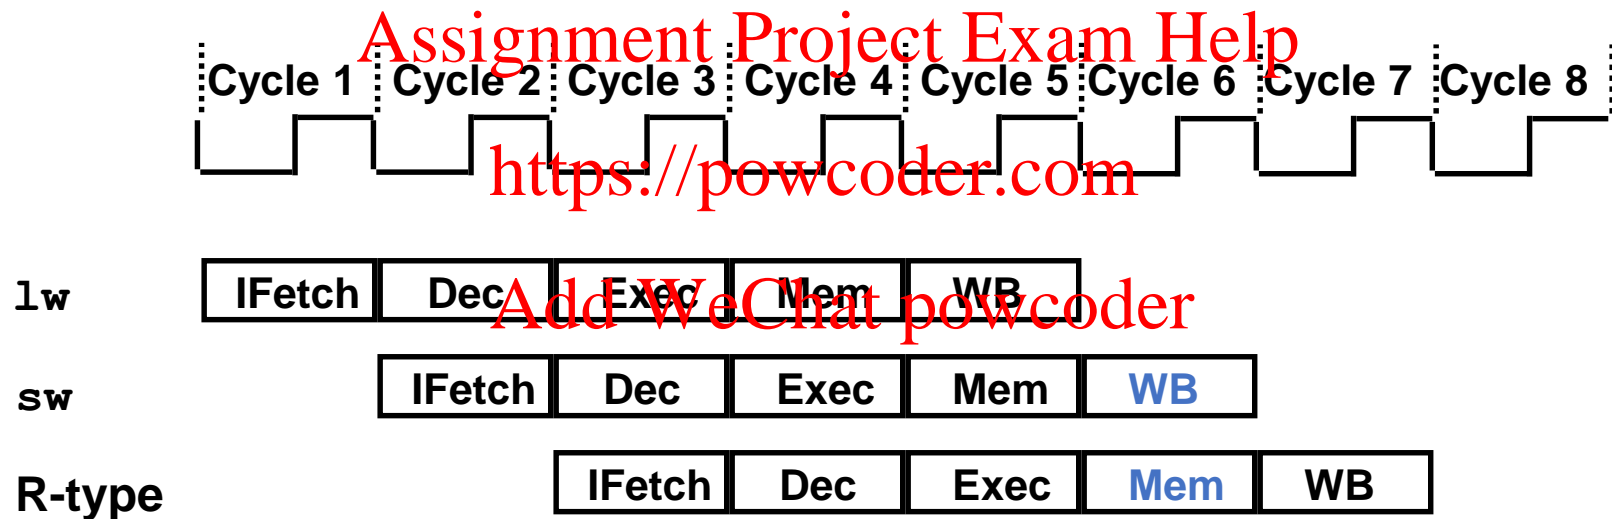 Assignment Project Exam Help
Cycle 1 Cycle 2 Cycle 3 Cycle 4 Cycle 5 Cycle 6 Cycle 7 Cycle 8
https://powcoder.com
lw IFetch Dec Exec Mem WB
Add WeChat powcoder
sw IFetch Dec Exec Mem WB
R-type IFetch Dec Exec Mem WB